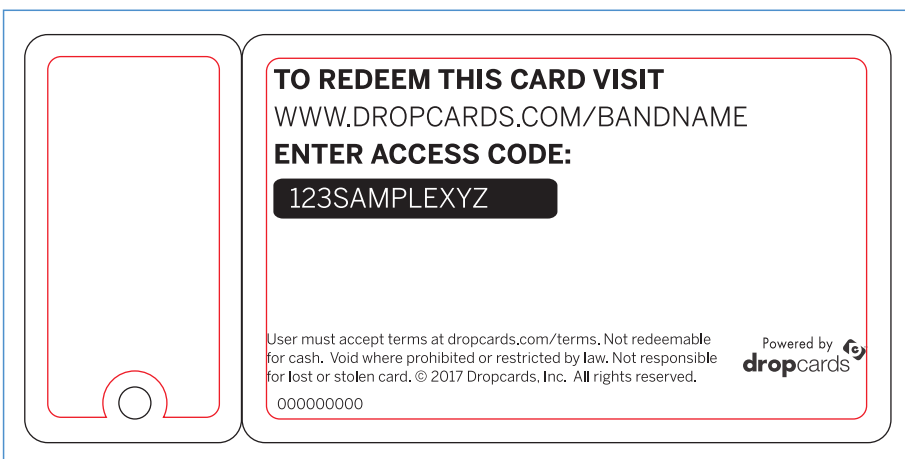 TO REDEEM THIS CARD VISIT
WWW.DROPCARDS.COM/BANDNAME
ENTER ACCESS CODE:
123SAMPLEXYZ
User must accept terms at dropcards.com/terms. Not redeemable
for cash. Void where prohibited or restricted by law. Not responsible
for lost or stolen card. © 2017 Dropcards, Inc. All rights reserved.
000000000
Powered by
dropcards